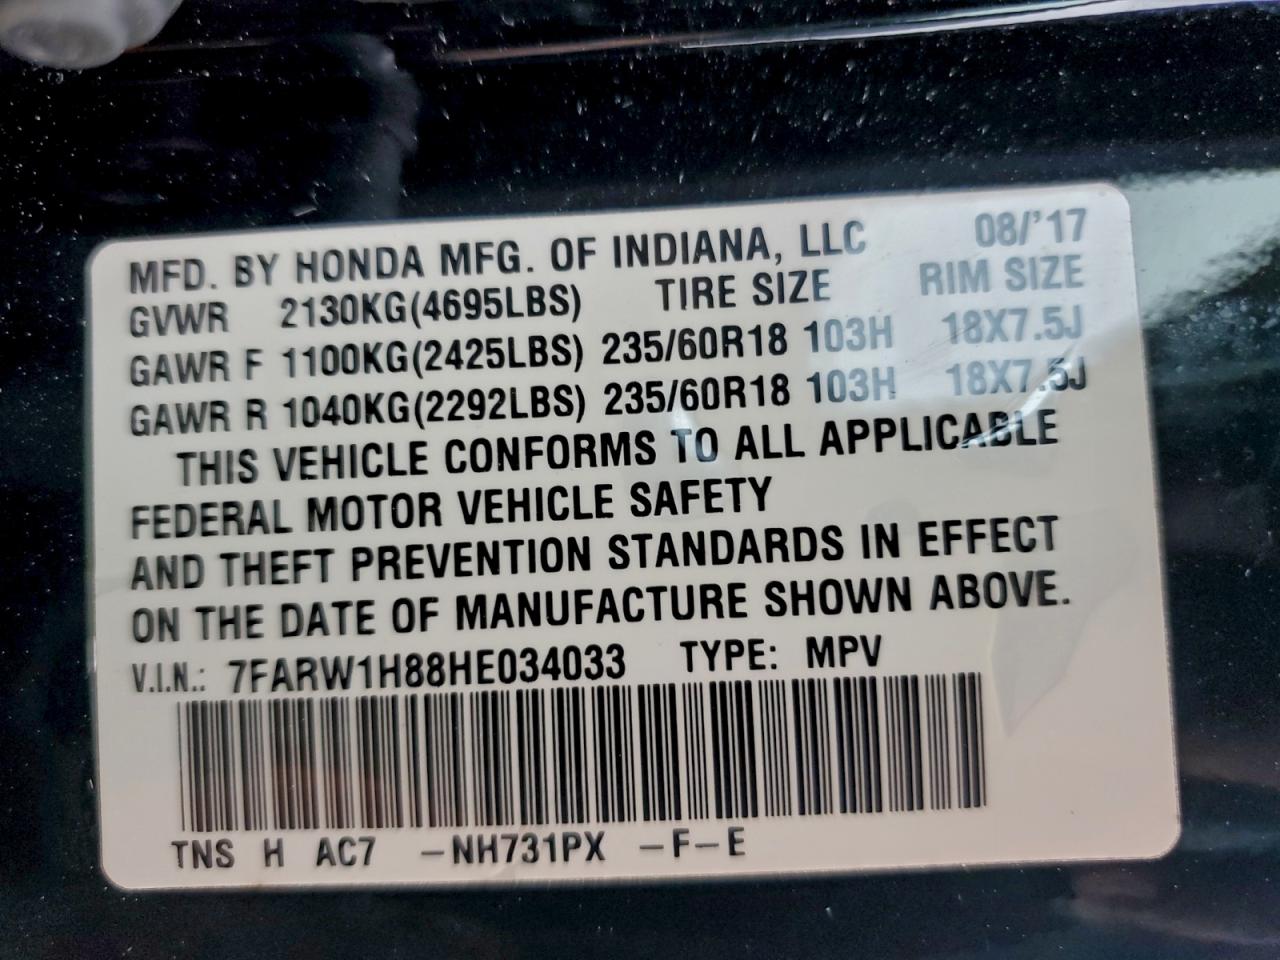 MFD. BY HONDA MFG. OF INDIANA, LLC 08/'17
GVWR 2130KG(4695LBS) TIRE SIZE RIM SIZE
GAWR F 1100KG(2425LBS) 235/60R18 103H 18X7.5J
GAWR R 1040KG(2292LBS) 235/60R18 103H 18X7.5J
THIS VEHICLE CONFORMS TO ALL APPLICABLE
FEDERAL MOTOR VEHICLE SAFETY
AND THEFT PREVENTION STANDARDS IN EFFECT
ON THE DATE OF MANUFACTURE SHOWN ABOVE.
V.I.N.: 7FARW1H88HE034033 TYPE: MPV
TNS H AC7 -NH731PX -F-E